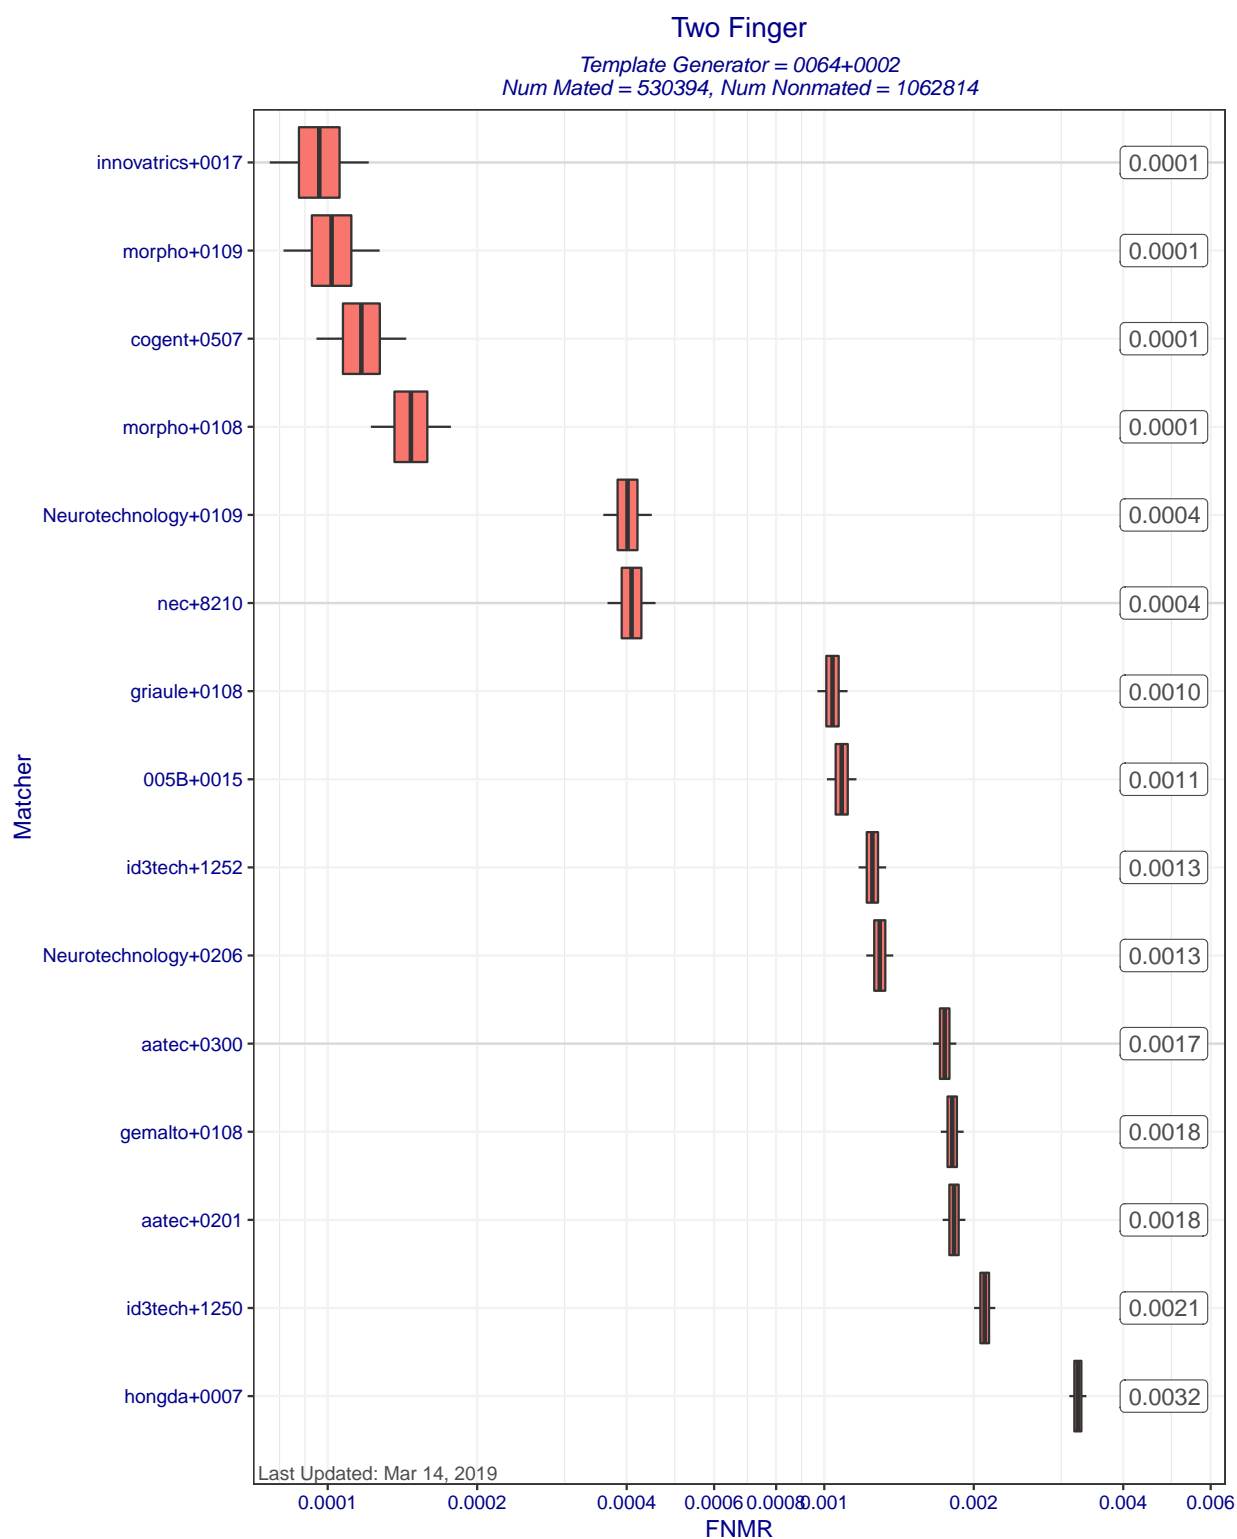 Two Finger
Template Generator = 0064+0002
Num Mated = 530394, Num Nonmated = 1062814
innovatrics+0017 0.0001
morpho+0109 0.0001
cogent+0507 0.0001
morpho+0108 0.0001
Neurotechnology+0109 0.0004
nec+8210 0.0004
griaule+0108 0.0010
005B+0015 0.0011
id3tech+1252 0.0013
Neurotechnology+0206 0.0013
aatec+0300 0.0017
gemalto+0108 0.0018
aatec+0201 0.0018
id3tech+1250 0.0021
hongda+0007 0.0032
Matcher
Last Updated: Mar 14, 2019
0.0001 0.0002 0.0004 0.0006 0.0008 0.001 0.002 0.004 0.006
FNMR